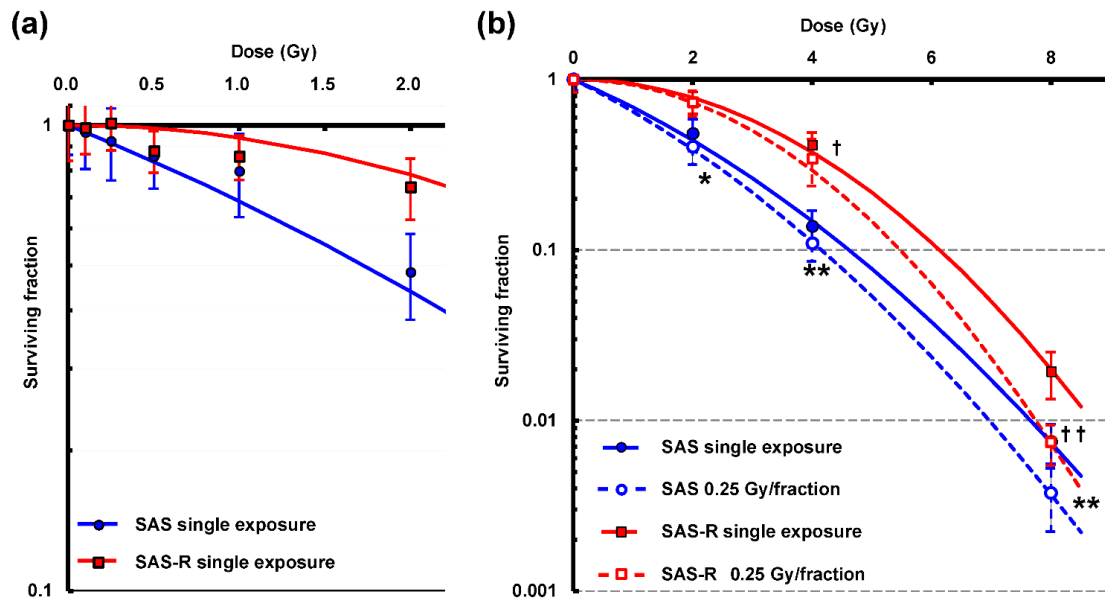 (a)
Dose (Gy)
0.0 0.5 1.0 1.5 2.0
1
0.1
Surviving fraction
SAS single exposure
SAS-R single exposure
(b)
Dose (Gy)
0 2 4 6 8
1
0.1
0.01
0.001
Surviving fraction
†
*
**
††
**
SAS single exposure
SAS 0.25 Gy/fraction
SAS-R single exposure
SAS-R 0.25 Gy/fraction